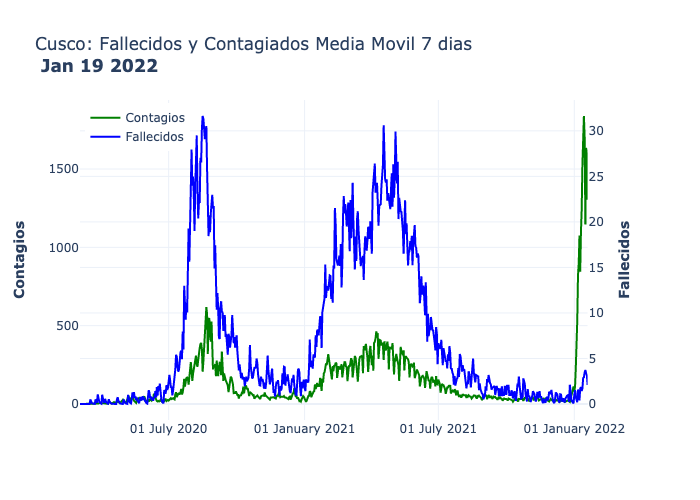 Cusco: Fallecidos y Contagiados Media Movil 7 dias
Jan 19 2022
Contagios
Fallecidos
1500
1000
500
0
30
25
20
15
10
5
0
Contagios
Fallecidos
01 July 2020
01 January 2021
01 July 2021
01 January 2022